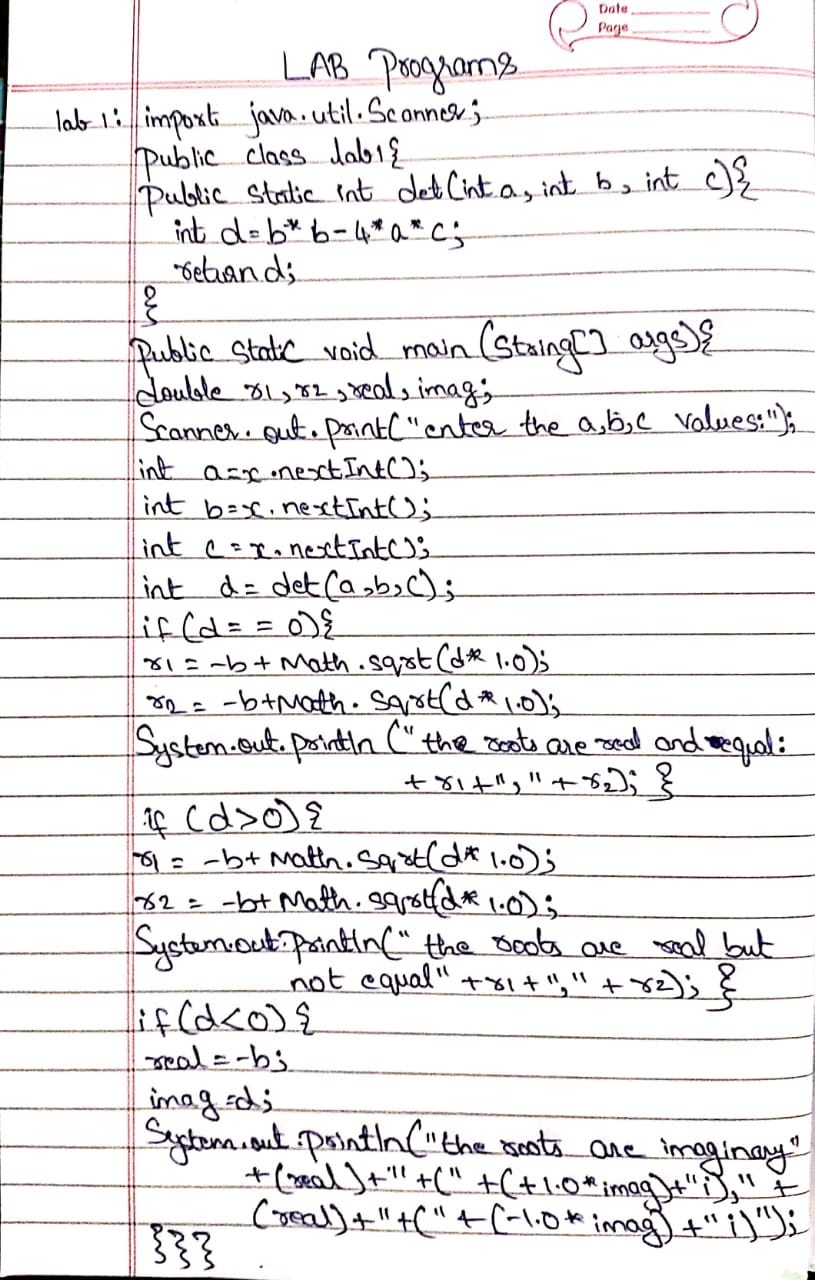 Date
Page
LAB Programs
lab 1: import java.util.Scanner;
public class lab1{
public static int det(int a, int b, int c){
int d=b*b-4*a*c;
return d;
}
public static void main(String[] args){
double r1, r2, real, imag;
Scanner.out.print("enter the a,b,c values:");
int a=x.nextInt();
int b=x.nextInt();
int c=x.nextInt();
int d=det(a,b,c);
if(d==0){
r1=-b+Math.sqrt(d*1.0);
r2=-b+Math.sqrt(d*1.0);
System.out.println("the roots are real and equal:
+r1+","+r2); }
if(d>0){
r1=-b+Math.sqrt(d*1.0);
r2=-b+Math.sqrt(d*1.0);
System.out.println("the roots are real but
not equal"+r1+","+r2); }
if(d<0){
real=-b;
imag=d;
System.out.println("the roots are imaginary"
+(real)+"+("+(+1.0*imag)+"i),"+
(real)+"+("+(-1.0*imag)+"i)");
}}}